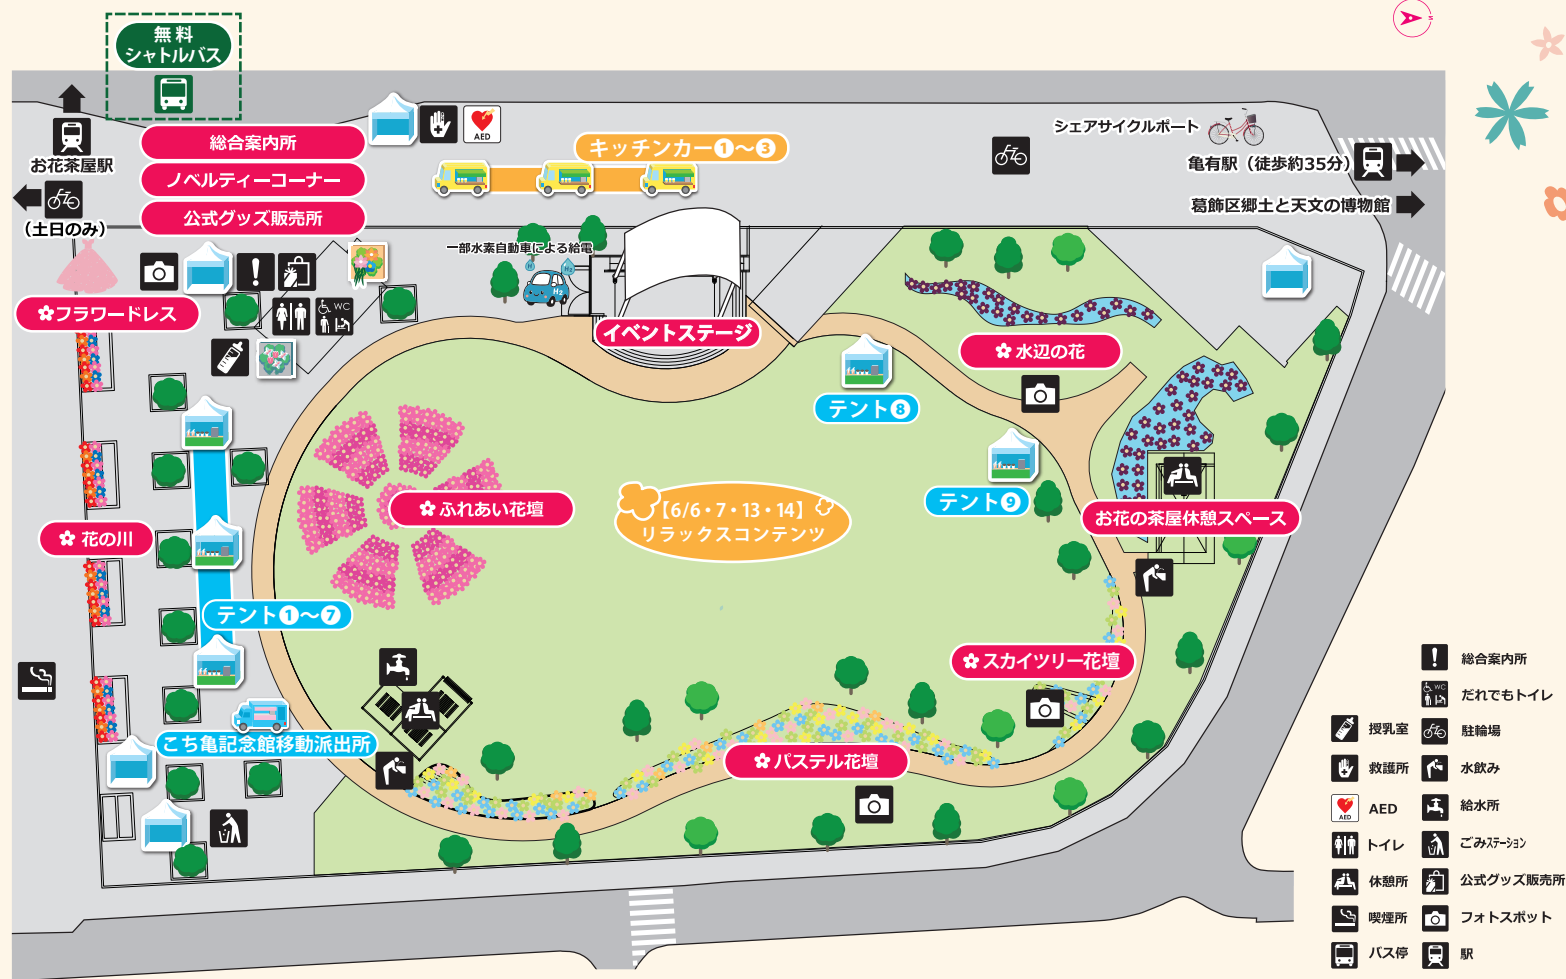 無料
シャトルバス
お花茶屋駅
(土日のみ)
総合案内所
ノベルティーコーナー
公式グッズ販売所
AED
キッチンカー❶〜❸
シェアサイクルポート
亀有駅（徒歩約35分）
葛飾区郷土と天文の博物館
一部水素自動車による給電
H2
H
H2
フラワードレス
WC
イベントステージ
水辺の花
テント❽
テント❾
ふれあい花壇
【6/6・7・13・14】
リラックスコンテンツ
お花の茶屋休憩スペース
花の川
テント❶〜❼
スカイツリー花壇
こち亀記念館移動派出所
パステル花壇
総合案内所
WC
だれでもトイレ
授乳室
駐輪場
救護所
水飲み
AED
AED
給水所
トイレ
ごみステーション
休憩所
公式グッズ販売所
喫煙所
フォトスポット
バス停
駅